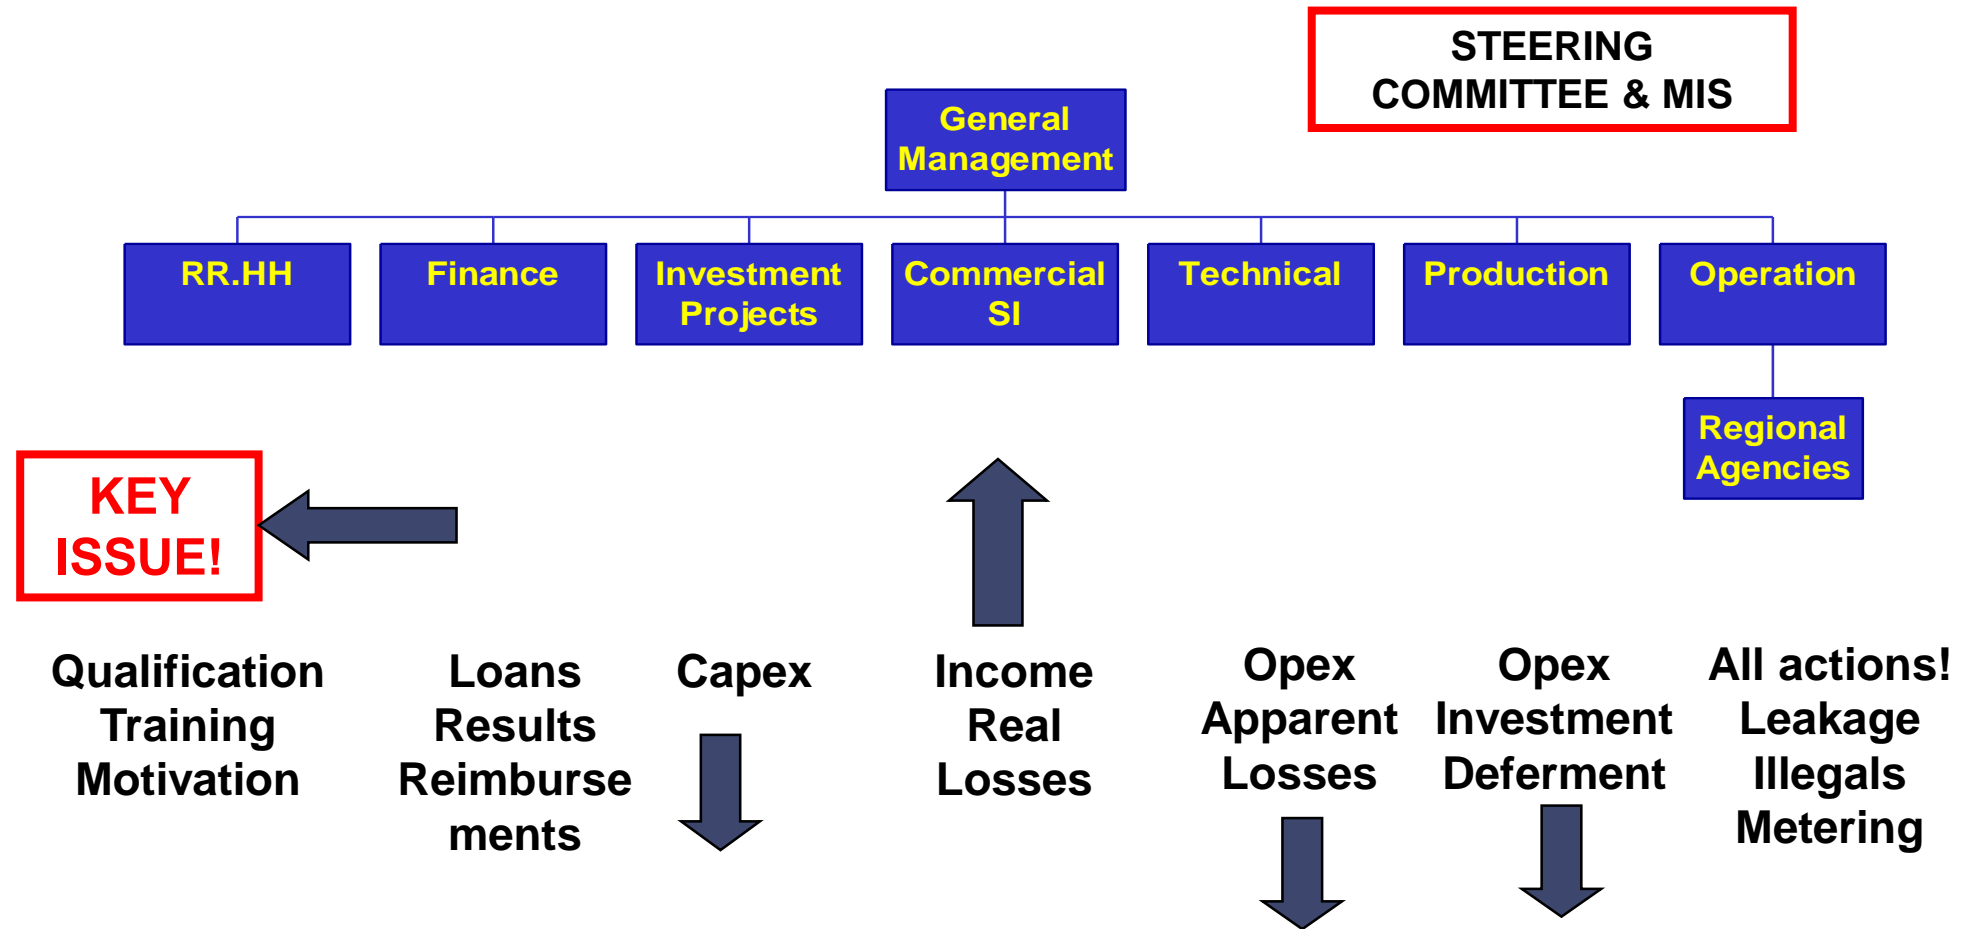 STEERING
COMMITTEE & MIS
General
Management
RR.HH
Finance
Investment
Projects
Commercial
SI
Technical
Production
Operation
Regional
Agencies
KEY
ISSUE!
Qualification
Training
Motivation
Loans
Results
Reimburse
ments
Capex
Income
Real
Losses
Opex
Apparent
Losses
Opex
Investment
Deferment
All actions!
Leakage
Illegals
Metering